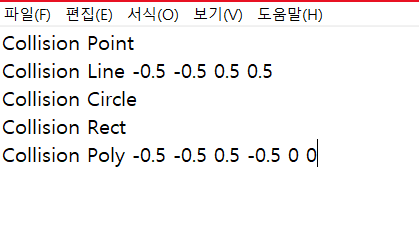 파일(F) 편집(E) 서식(O) 보기(V) 도움말(H)
Collision Point
Collision Line -0.5 -0.5 0.5 0.5
Collision Circle
Collision Rect
Collision Poly -0.5 -0.5 0.5 -0.5 0 0